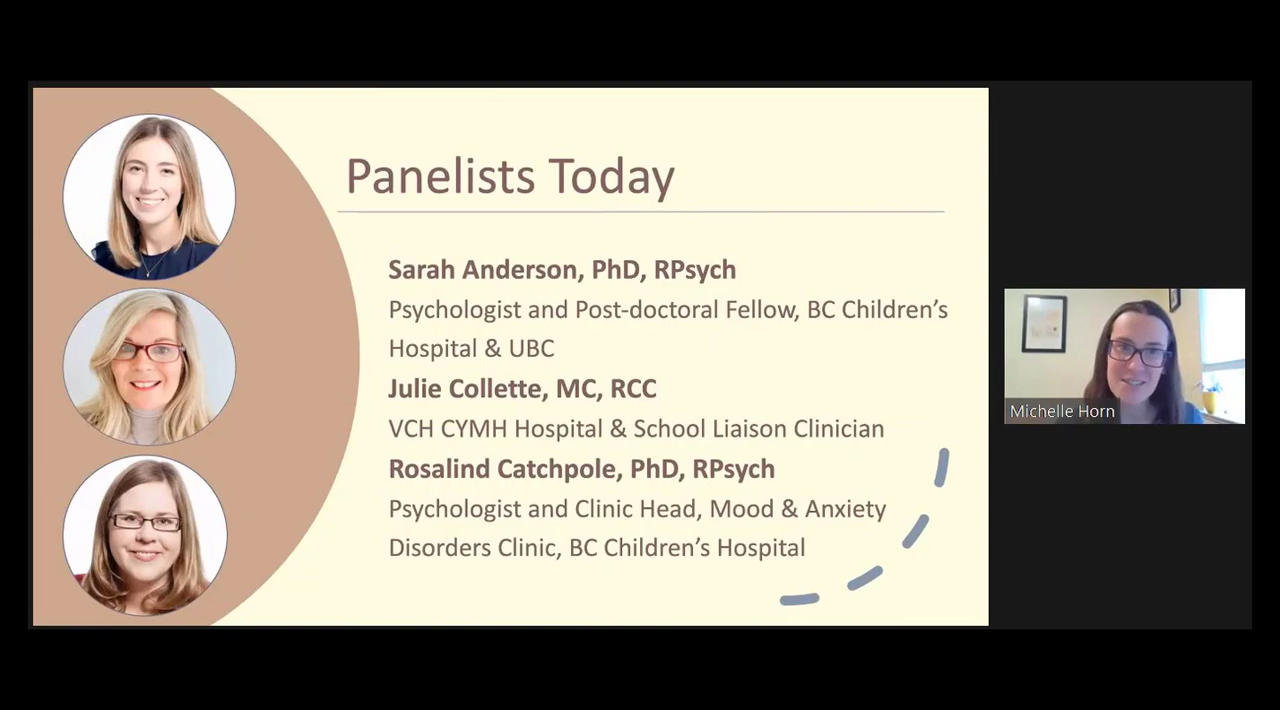 Panelists Today
Sarah Anderson, PhD, RPsych
Psychologist and Post-doctoral Fellow, BC Children’s
Hospital & UBC
Julie Collette, MC, RCC
VCH CYMH Hospital & School Liaison Clinician
Rosalind Catchpole, PhD, RPsych
Psychologist and Clinic Head, Mood & Anxiety
Disorders Clinic, BC Children’s Hospital
Michelle Horn